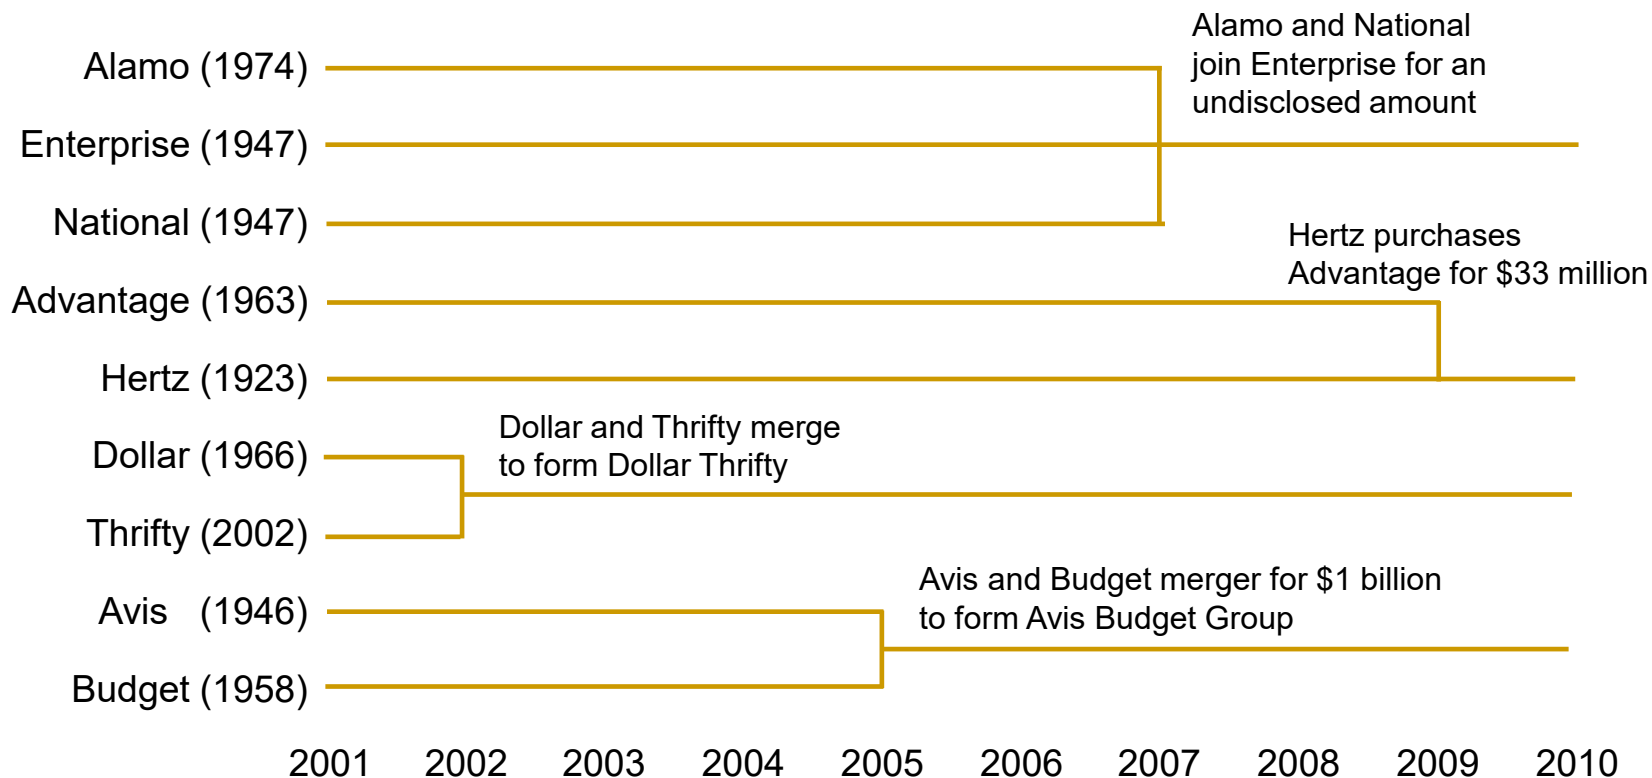 Alamo and National
join Enterprise for an
undisclosed amount
Alamo (1974)
Enterprise (1947)
National (1947)
Hertz purchases
Advantage for $33 million
Advantage (1963)
Hertz (1923)
Dollar and Thrifty merge
to form Dollar Thrifty
Dollar (1966)
Thrifty (2002)
Avis and Budget merger for $1 billion
to form Avis Budget Group
Avis (1946)
Budget (1958)
2001 2002 2003 2004 2005 2006 2007 2008 2009 2010